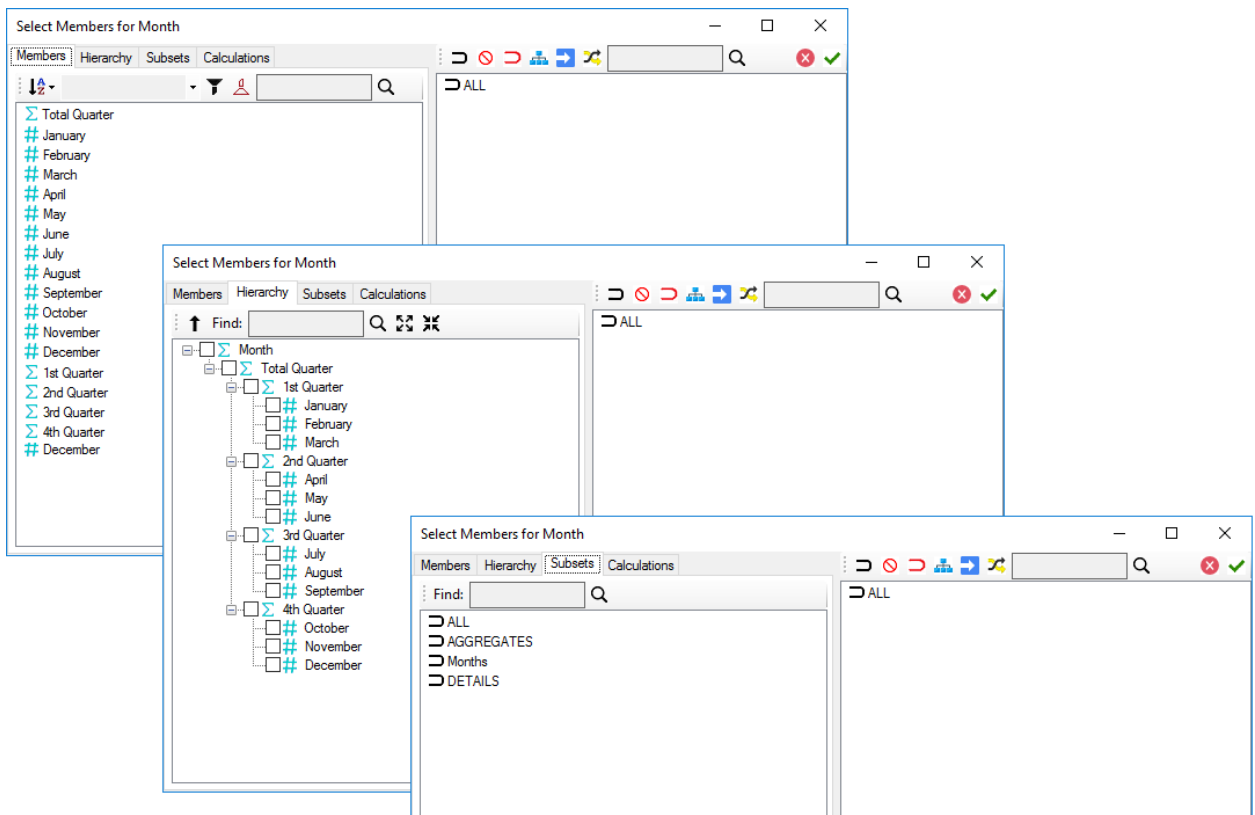 Select Members for Month
Members Hierarchy Subsets Calculations
ALL
Total Quarter
January
February
March
April
May
June
July
August
September
October
November
December
1st Quarter
2nd Quarter
3rd Quarter
4th Quarter
December
Select Members for Month
Members Hierarchy Subsets Calculations
Find:
ALL
Month
Total Quarter
1st Quarter
January
February
March
2nd Quarter
April
May
June
3rd Quarter
July
August
September
4th Quarter
October
November
December
Select Members for Month
Members Hierarchy Subsets Calculations
Find:
ALL
AGGREGATES
Months
DETAILS
ALL